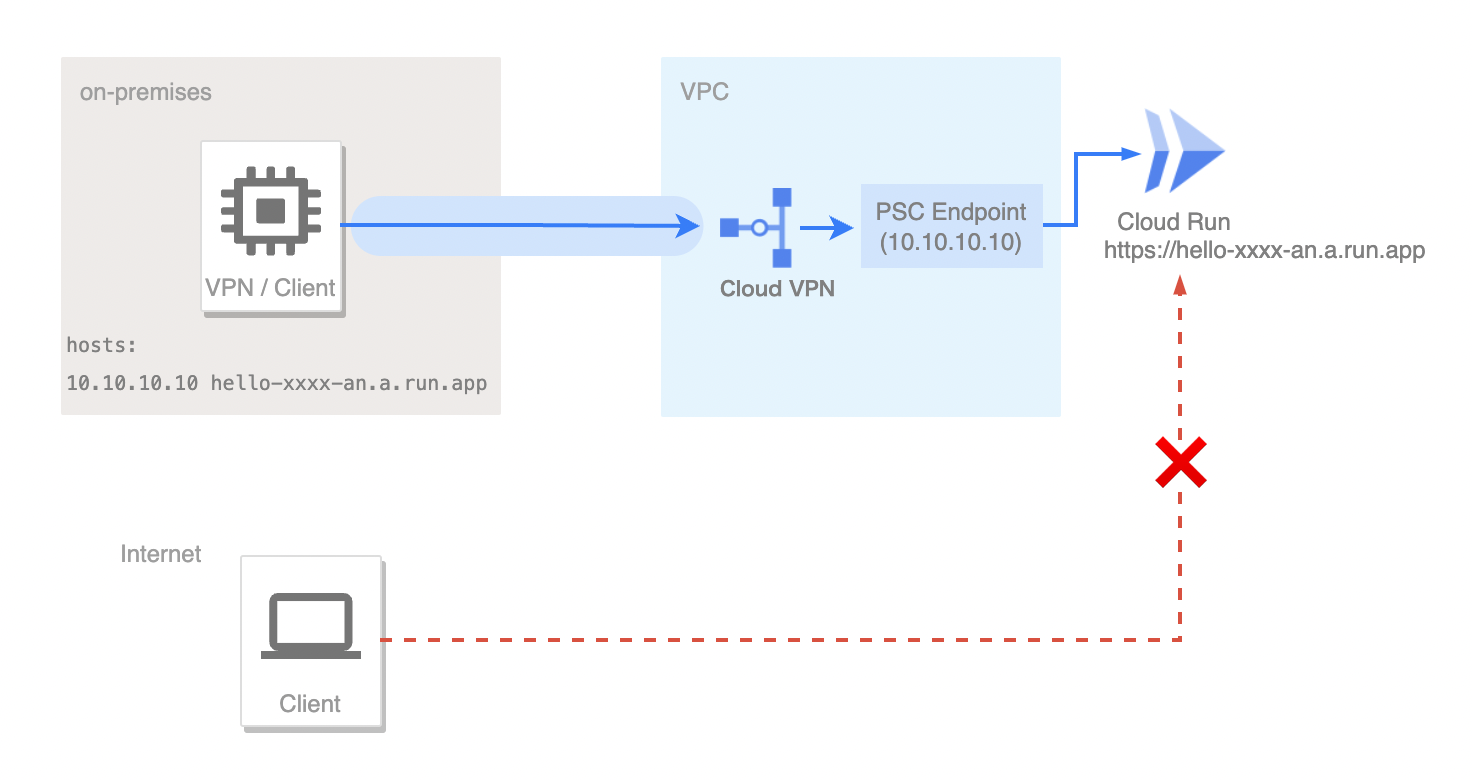 on-premises
VPN / Client
hosts:
10.10.10.10 hello-xxxx-an.a.run.app
VPC
Cloud VPN
PSC Endpoint
(10.10.10.10)
Cloud Run
https://hello-xxxx-an.a.run.app
Internet
Client